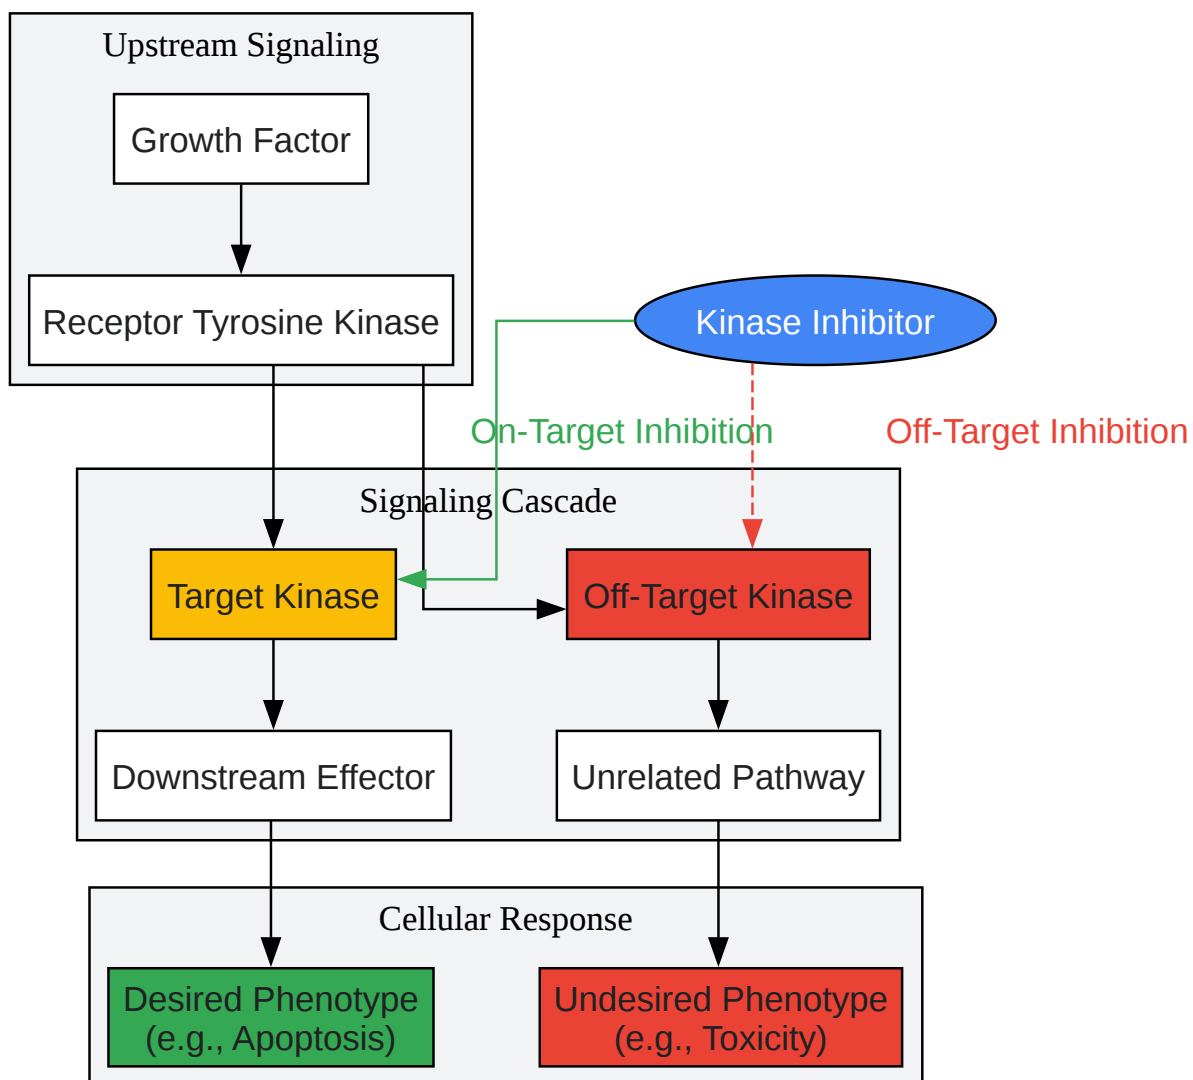 Upstream Signaling
Growth Factor
Receptor Tyrosine Kinase
Kinase Inhibitor
On-Target Inhibition
Off-Target Inhibition
Signaling Cascade
Target Kinase
Off-Target Kinase
Downstream Effector
Unrelated Pathway
Cellular Response
Desired Phenotype
(e.g., Apoptosis)
Undesired Phenotype
(e.g., Toxicity)